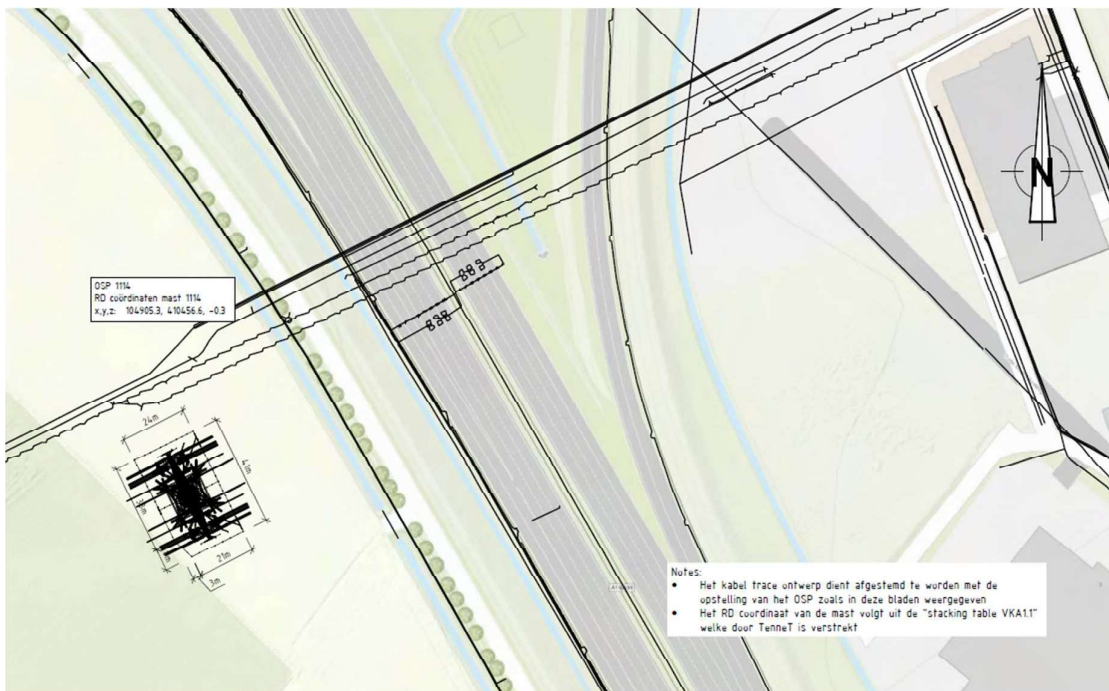 N
OSP 1114
RD coördinaten mast 1114
x,y,z: 104905.3, 410456.6, -0.3
24m
41m
21m
3m
Notes:
• Het kabel trace ontwerp dient afgestemd te worden met de
opstelling van het OSP zoals in deze bladen weergegeven
• Het RD coordinaat van de mast volgt uit de "stacking table VKA1.1"
welke door TenneT is verstrekt